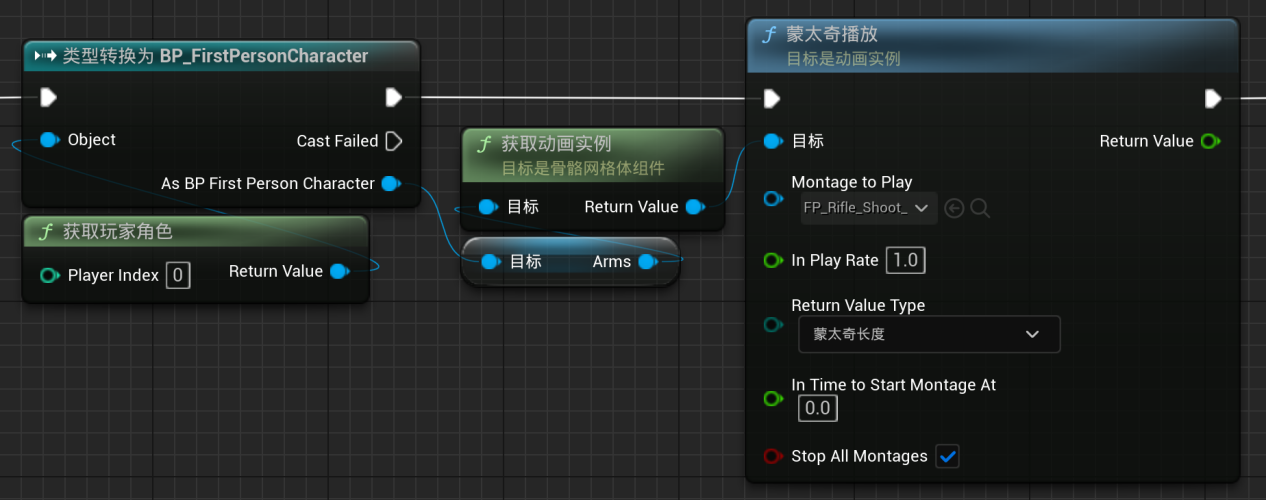 类型转换为 BP_FirstPersonCharacter
Object
Cast Failed
As BP First Person Character
获取玩家角色
Player Index 0
Return Value
获取动画实例
目标是骨骼网格体组件
目标
Return Value
目标
Arms
蒙太奇播放
目标是动画实例
目标
Return Value
Montage to Play
FP_Rifle_Shoot_
In Play Rate 1.0
Return Value Type
蒙太奇长度
In Time to Start Montage At
0.0
Stop All Montages